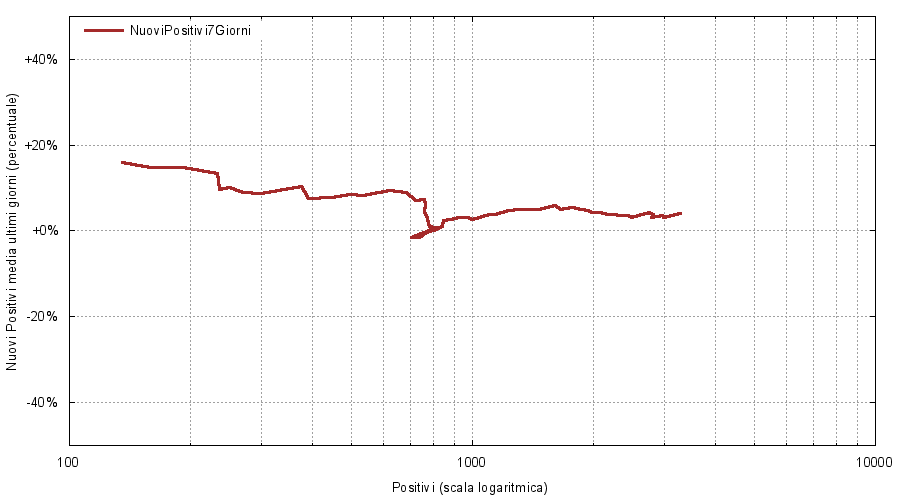 NuoviPositivi7Giorni
+40%
+20%
+0%
-20%
-40%
Nuovi Positivi media ultimi giorni (percentuale)
100
1000
10000
Positivi (scala logaritmica)